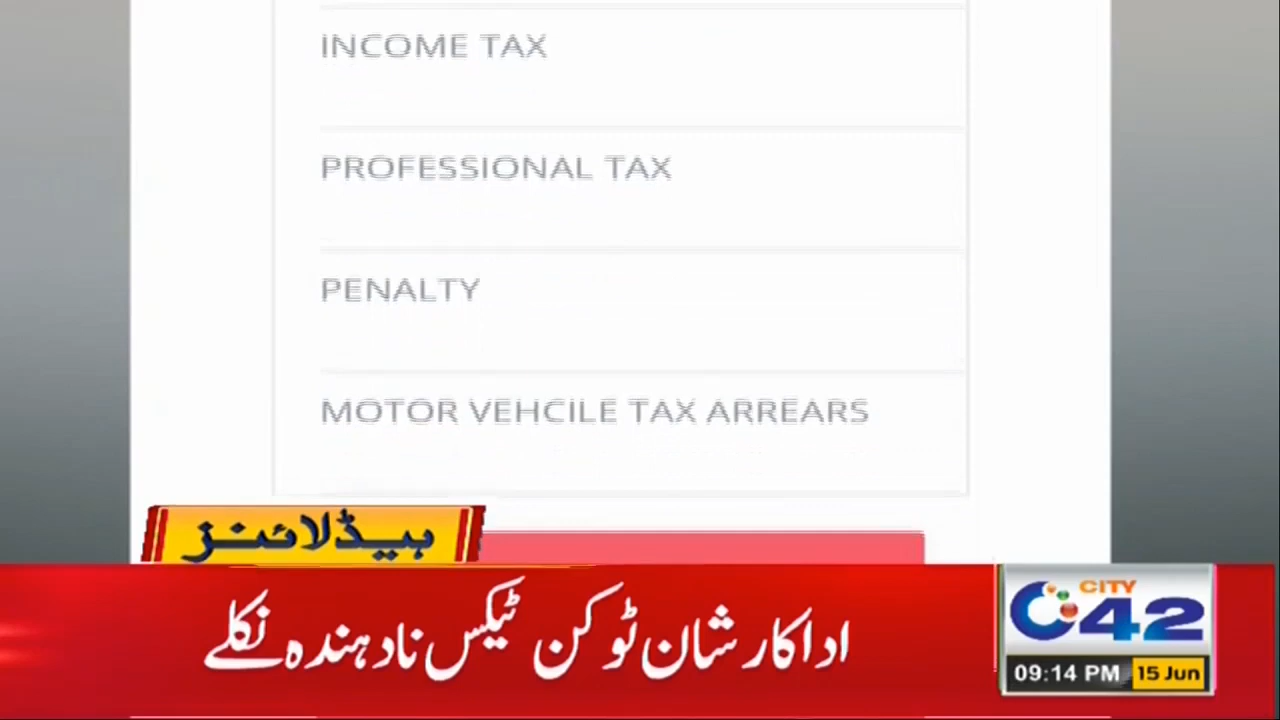 INCOME TAX
PROFESSIONAL TAX
PENALTY
MOTOR VEHCILE TAX ARREARS
ہیڈلائنز
اداکار شان ٹوکن ٹیکس نادہندہ نکلے
CITY
42
09:14 PM 15 Jun